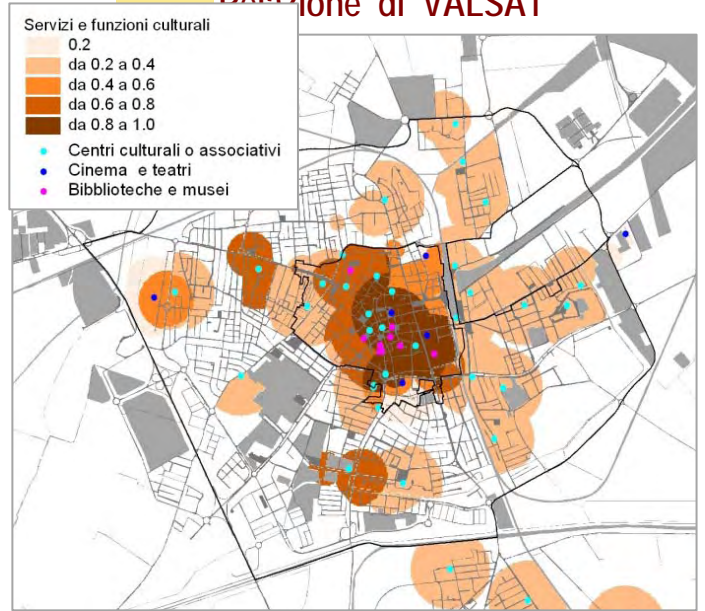 di VALSAT
Servizi e funzioni culturali
0.2
da 0.2 a 0.4
da 0.4 a 0.6
da 0.6 a 0.8
da 0.8 a 1.0
Centri culturali o associativi
Cinema e teatri
Bibblioteche e musei